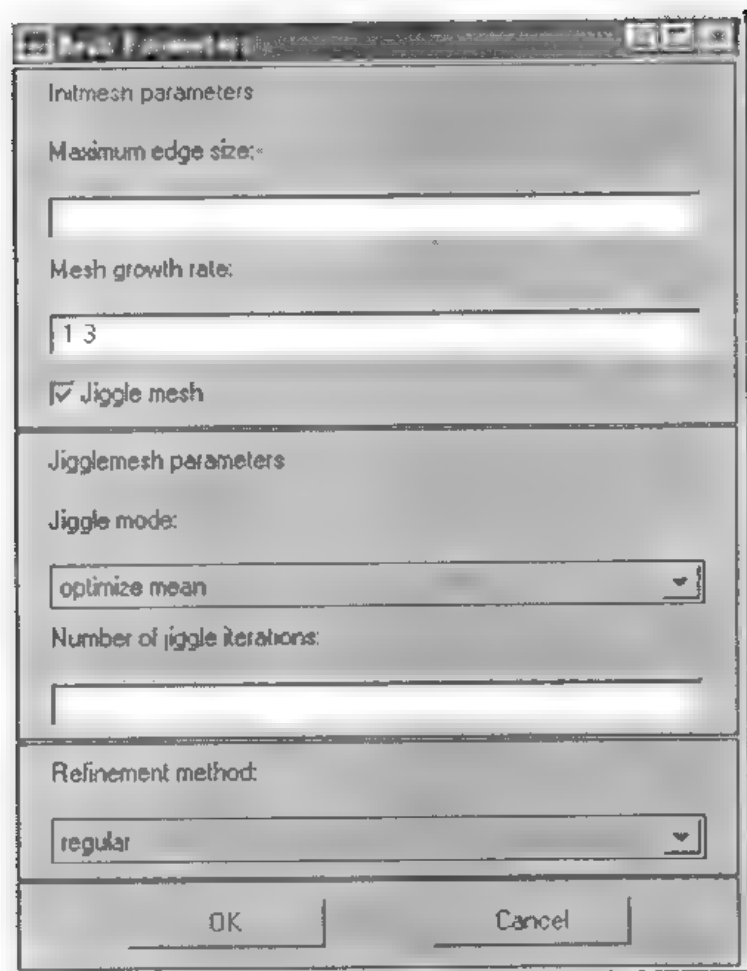 Initmesh parameters
Maximum edge size:
Mesh growth rate:
1 3
Jiggle mesh
Jigglemesh parameters
Jiggle mode:
optimize mean
Number of jiggle iterations:
Refinement method:
regular
OK
Cancel